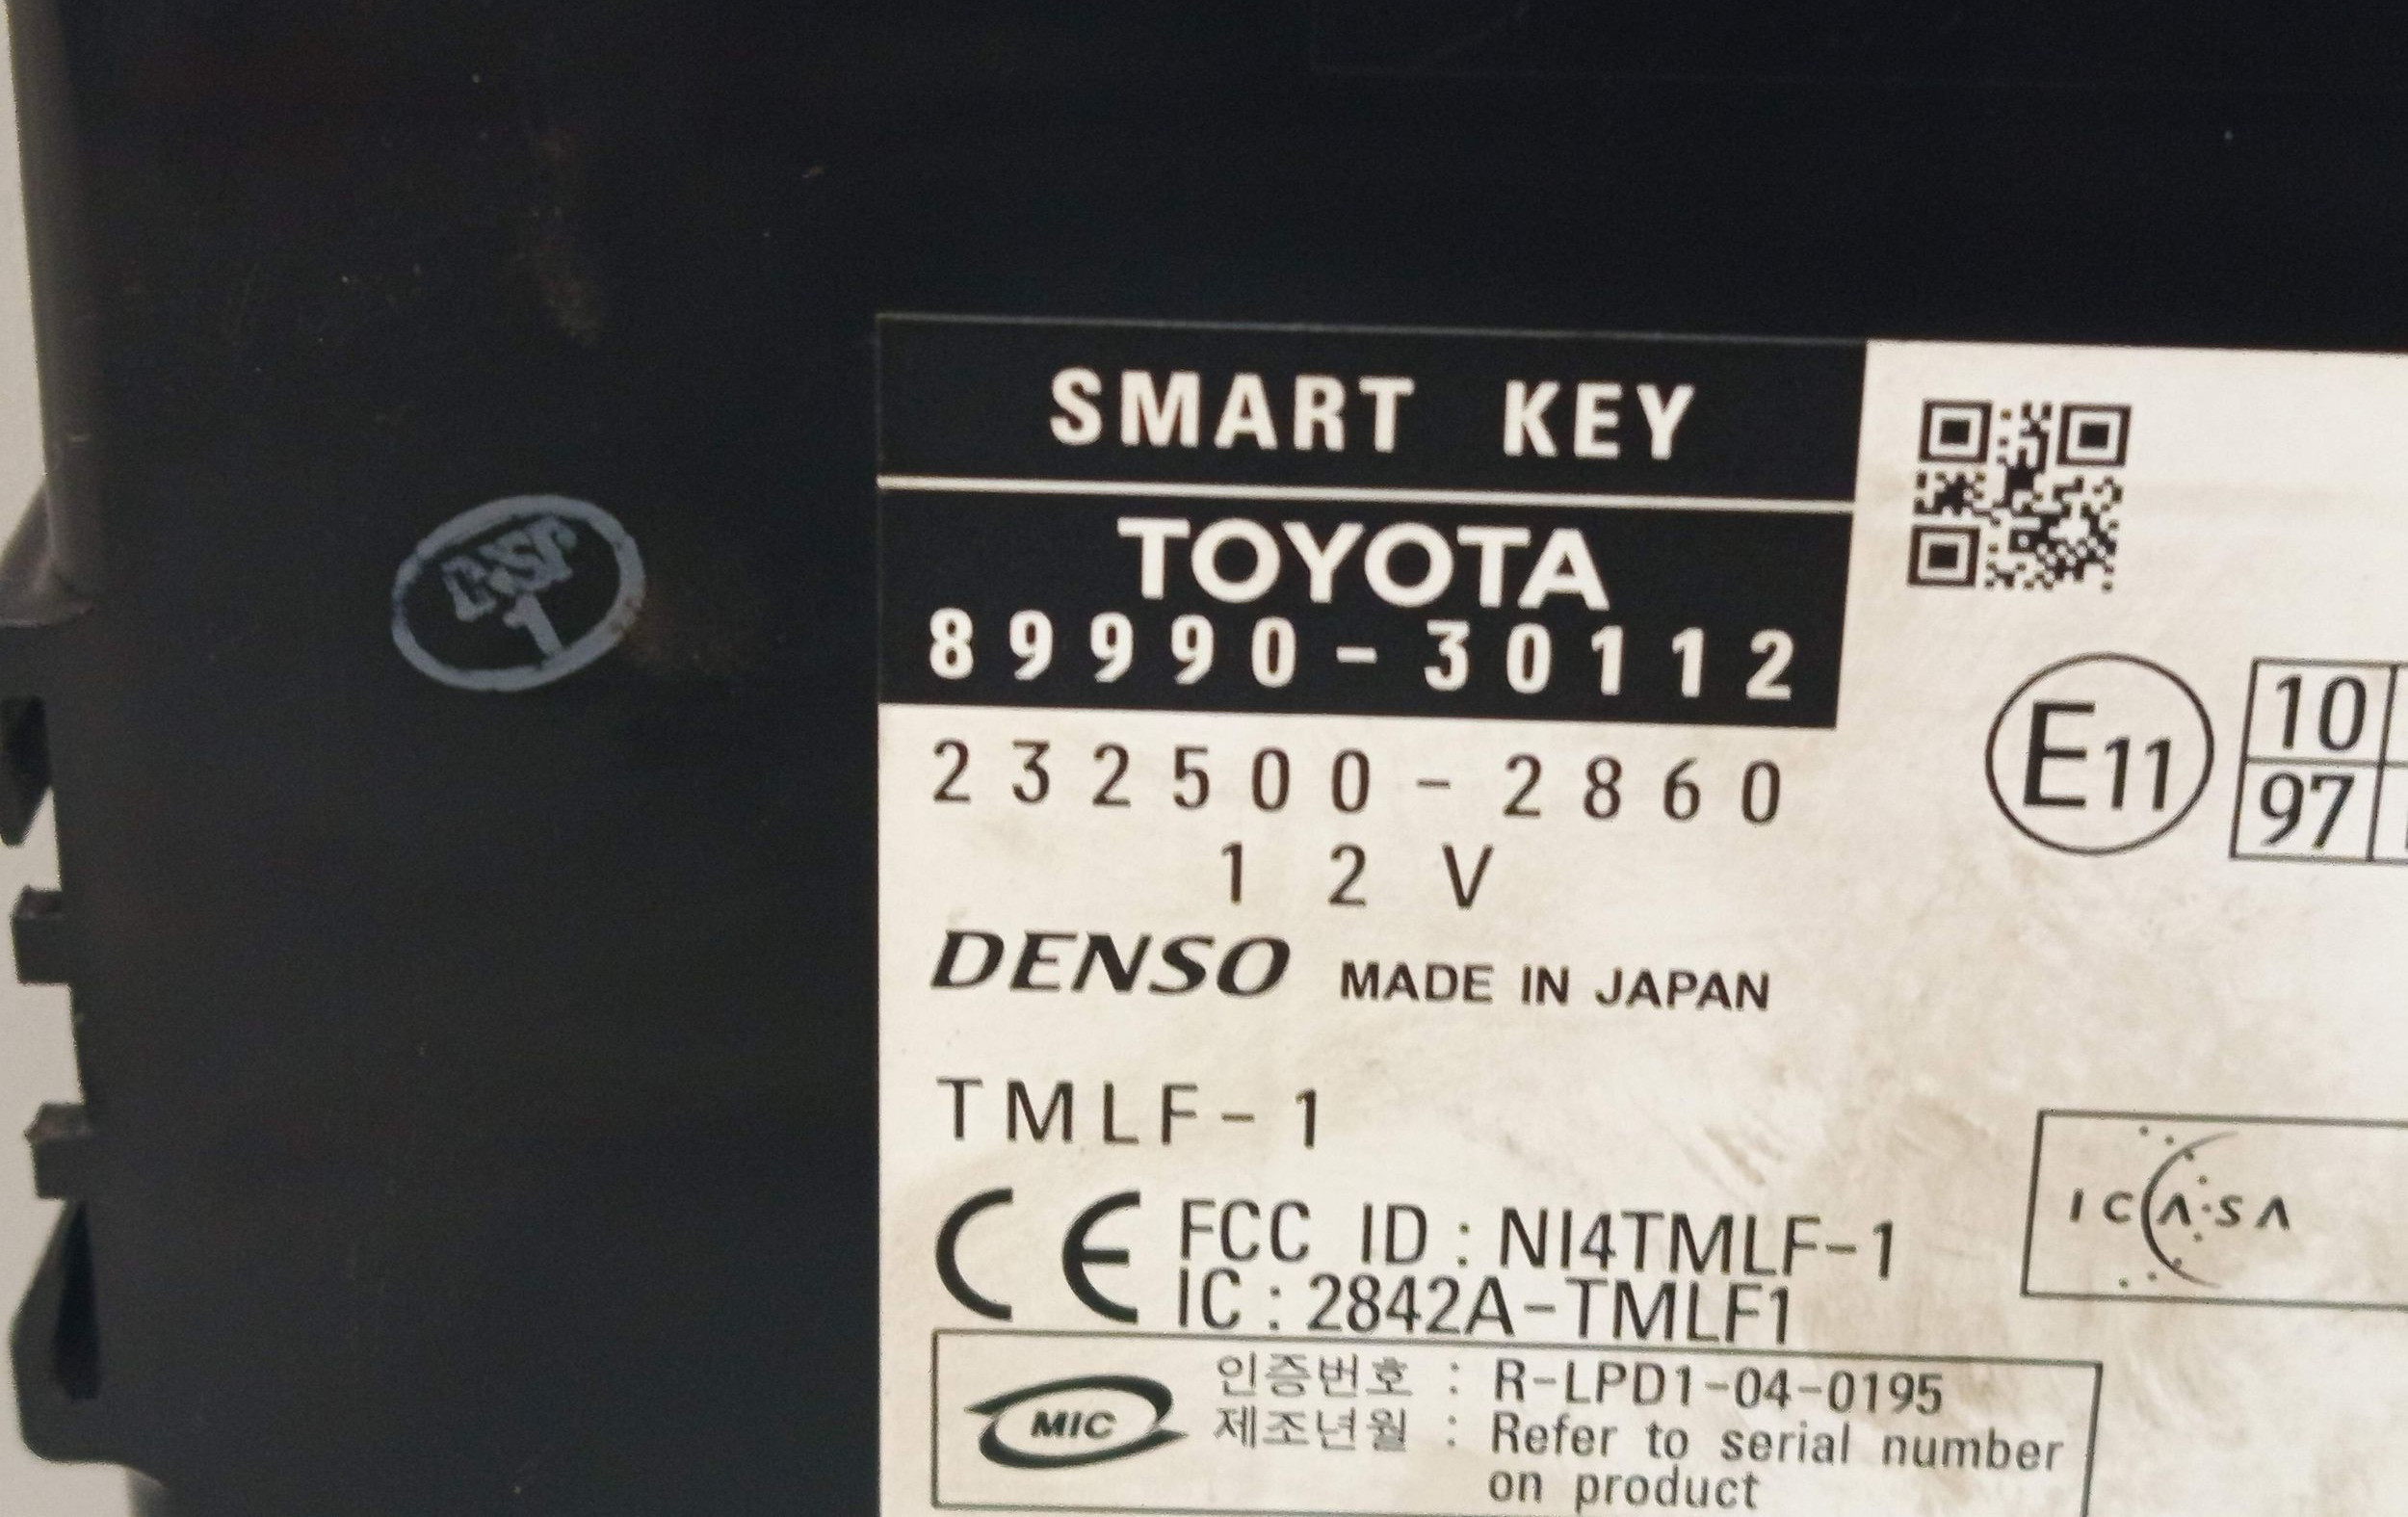 SMART KEY
TOYOTA
89990-30112
232500-2860
12V
DENSO MADE IN JAPAN
TMLF-1
CE FCC ID : NI4TMLF-1
IC : 2842A-TMLF1
MIC
인증번호 : R-LPD1-04-0195
제조년월 : Refer to serial number
on product
E11
10
97
ICASA
1